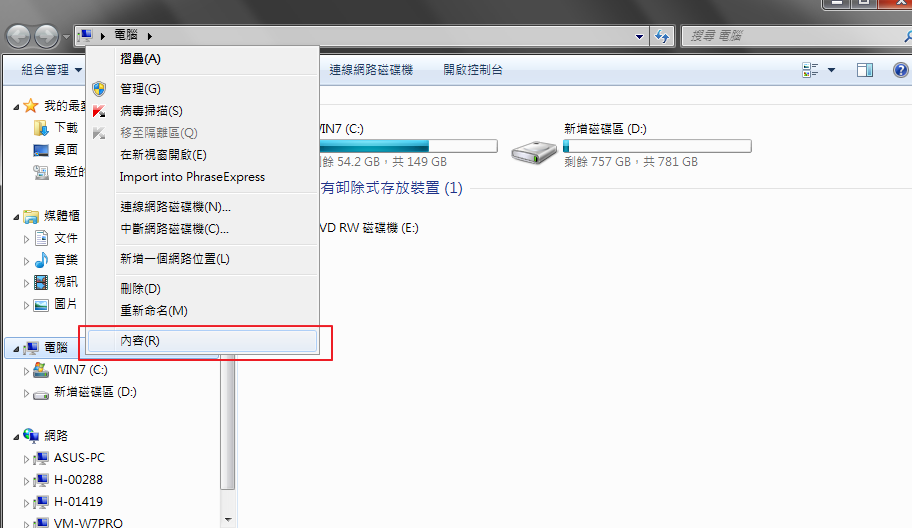 電腦
搜尋 電腦
組合管理
連線網路磁碟機
開啟控制台
摺疊(A)
管理(G)
病毒掃描(S)
移至隔離區(Q)
在新視窗開啟(E)
Import into PhraseExpress
連線網路磁碟機(N)...
中斷網路磁碟機(C)...
新增一個網路位置(L)
刪除(D)
重新命名(M)
內容(R)
我的最
下載
桌面
最近的
媒體櫃
文件
音樂
視訊
圖片
電腦
WIN7 (C:)
新增磁碟區 (D:)
網路
ASUS-PC
H-00288
H-01419
VM-W7PRO
IN7 (C:)
餘 54.2 GB，共 149 GB
新增磁碟區 (D:)
剩餘 757 GB，共 781 GB
有卸除式存放裝置 (1)
VD RW 磁碟機 (E:)